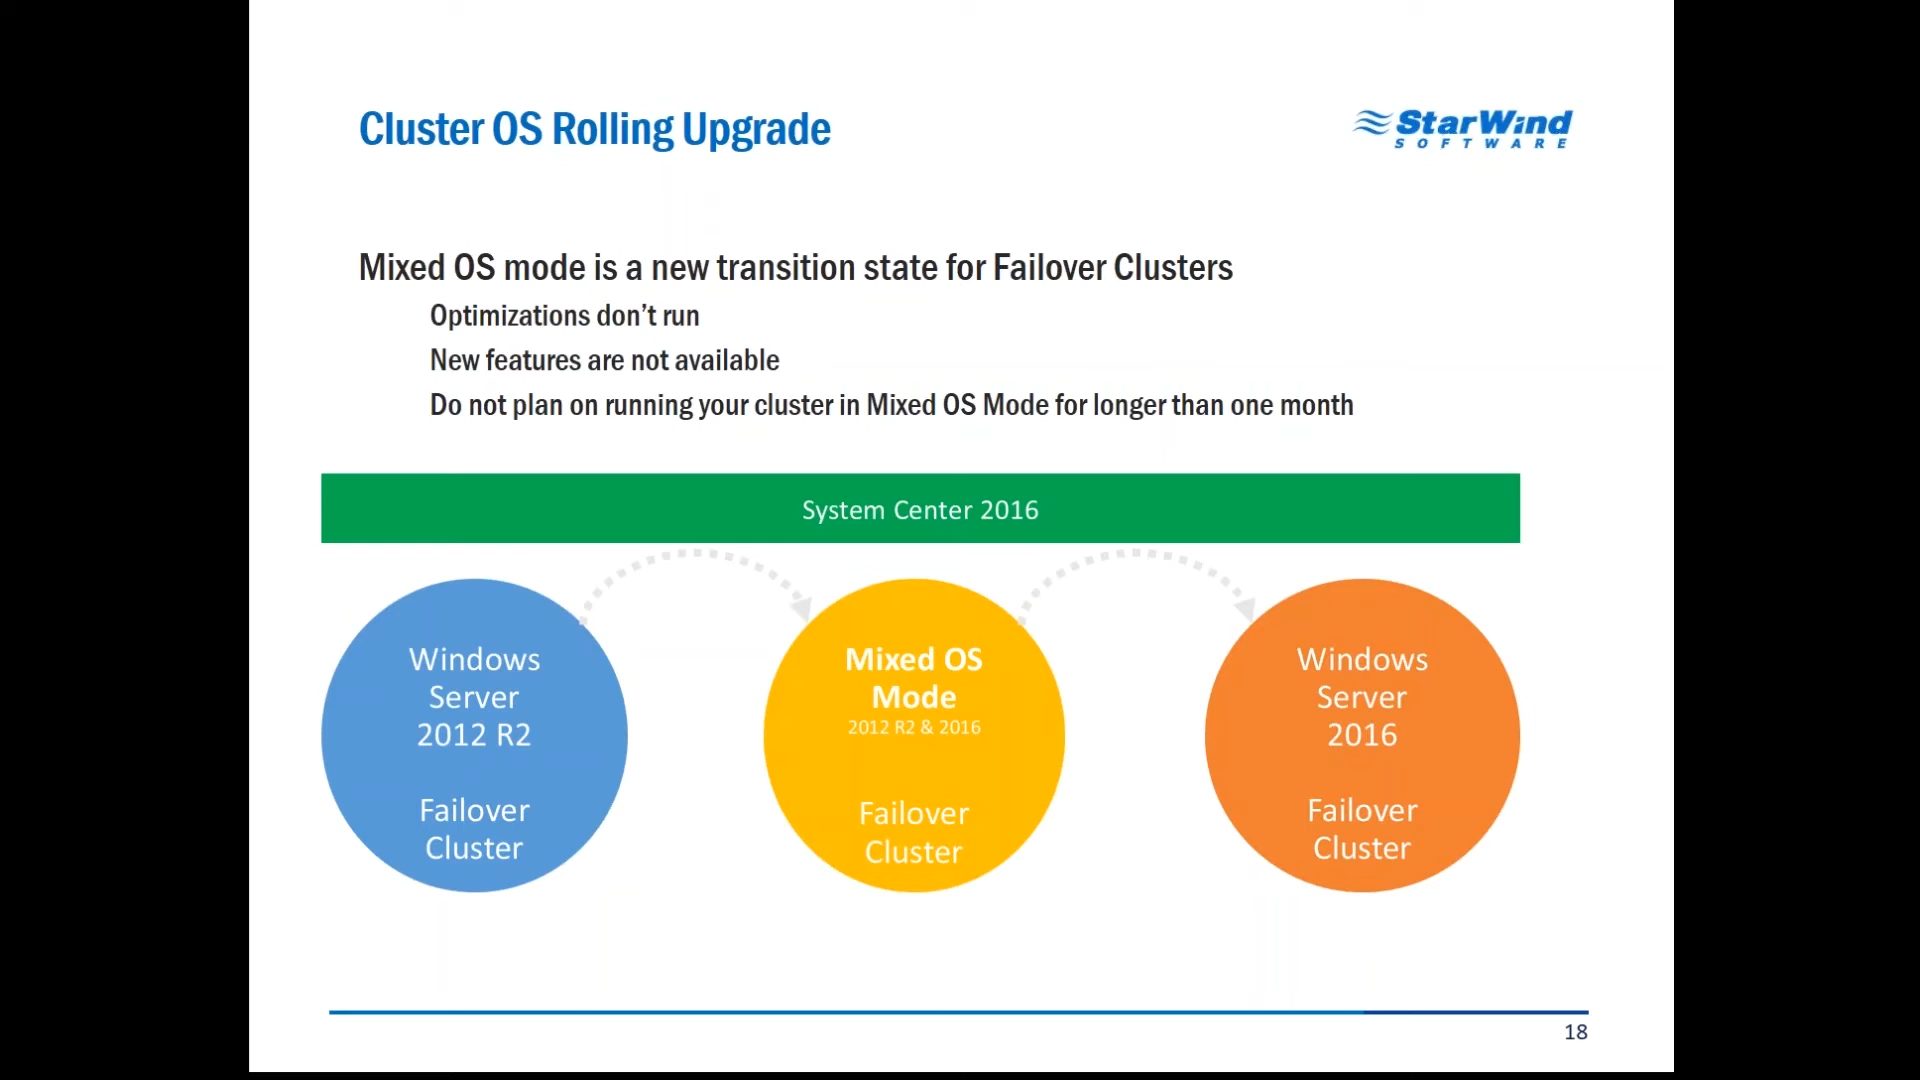 Cluster OS Rolling Upgrade
StarWind
SOFTWARE
Mixed OS mode is a new transition state for Failover Clusters
Optimizations don’t run
New features are not available
Do not plan on running your cluster in Mixed OS Mode for longer than one month
System Center 2016
Windows
Server
2012 R2
Failover
Cluster
Mixed OS
Mode
2012 R2 & 2016
Failover
Cluster
Windows
Server
2016
Failover
Cluster
18